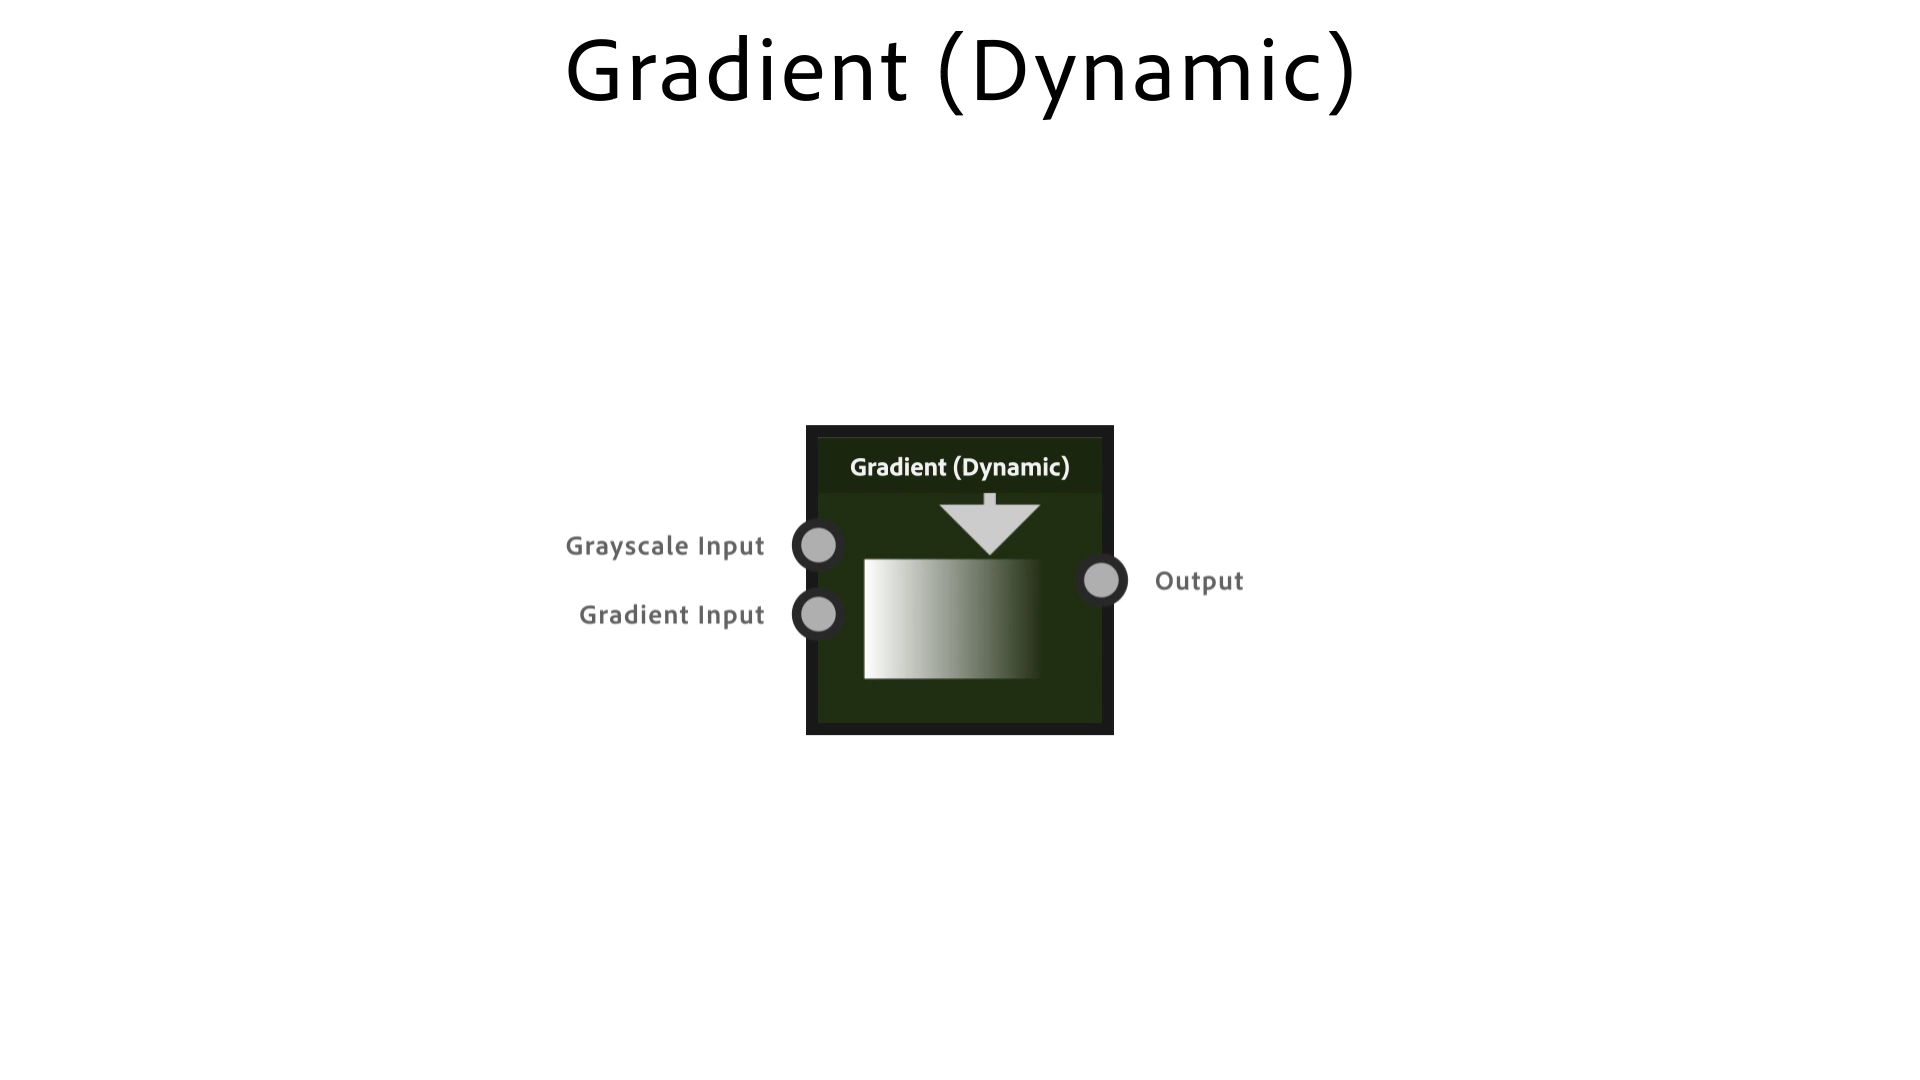 Gradient (Dynamic)
Gradient (Dynamic)
Grayscale Input
Gradient Input
Output